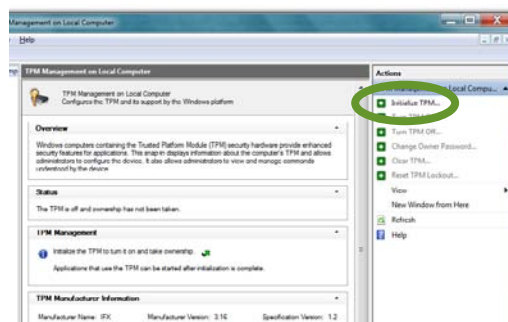 Management on Local Computer
Help
TPM Management on Local Computer
TPM Management on Local Computer
Configures the TPM and its support by the Windows platform
Overview
Windows computers containing the Trusted Platform Module (TPM) security hardware provide enhanced
security features for applications. This snap-in displays information about the computer's TPM and allows
administrators to configure the device. It also allows administrators to view and manage commands
understood by the device.
Status
The TPM is off and ownership has not been taken.
TPM Management
Initialize the TPM to turn it on and take ownership.
Applications that use the TPM can be started after initialization is complete.
TPM Manufacturer Information
Manufacturer Name: IFX Manufacturer Version: 3.16 Specification Version: 1.2
Actions
Local Compu...
Initialize TPM...
Turn TPM Off...
Change Owner Password...
Clear TPM...
Reset TPM Lockout...
View
New Window from Here
Refresh
Help